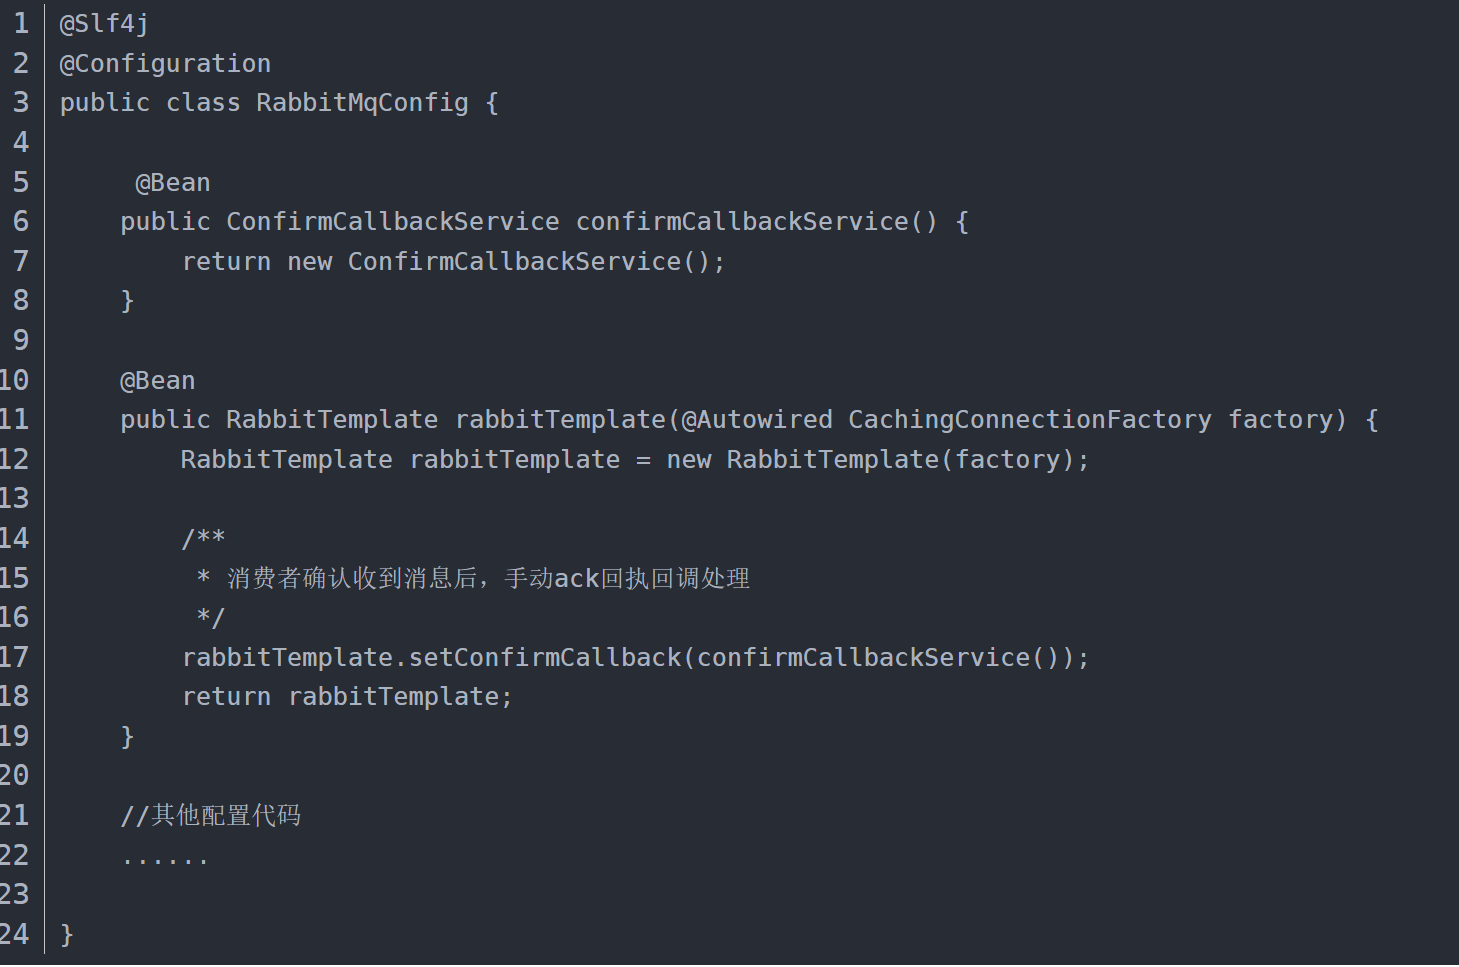 1 @Slf4j
2 @Configuration
3 public class RabbitMqConfig {
4
5      @Bean
6     public ConfirmCallbackService confirmCallbackService() {
7         return new ConfirmCallbackService();
8     }
9
10     @Bean
11     public RabbitTemplate rabbitTemplate(@Autowired CachingConnectionFactory factory) {
12         RabbitTemplate rabbitTemplate = new RabbitTemplate(factory);
13
14         /**
15          * 消费者确认收到消息后，手动ack回执回调处理
16          */
17         rabbitTemplate.setConfirmCallback(confirmCallbackService());
18         return rabbitTemplate;
19     }
20
21     //其他配置代码
22     ......
23
24 }